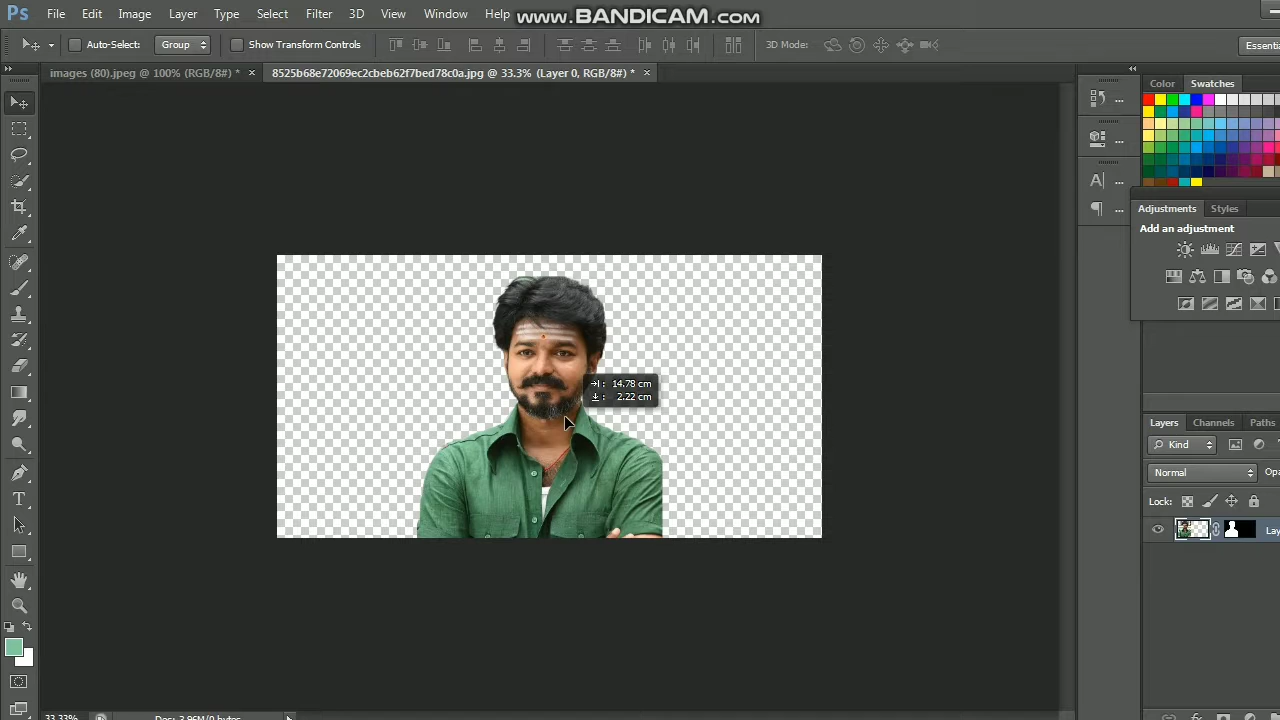 Ps File Edit Image Layer Type Select Filter 3D View Window Help
www.BANDICAM.com
Auto-Select: Group Show Transform Controls 3D Mode: Essenti
images (80).jpeg @ 100% (RGB/8#) * × 8525b68e72069ec2cbeb62f7bed78c0a.jpg @ 33.3% (Layer 0, RGB/8#) * ×
Color Swatches
Adjustments Styles
Add an adjustment
14.78 cm
2.22 cm
Layers Channels Paths
Kind
Normal Opa
Lock:
Lay
33.33% Doc: 3.96M/0 bytes